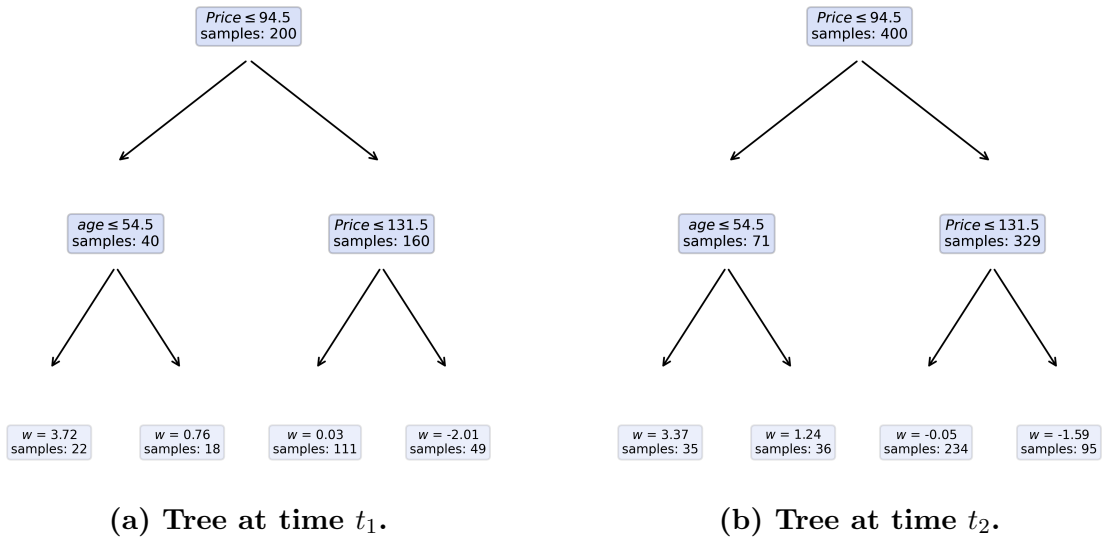 Price ≤ 94.5
samples: 200
age ≤ 54.5
samples: 40
Price ≤ 131.5
samples: 160
w = 3.72
samples: 22
w = 0.76
samples: 18
w = 0.03
samples: 111
w = -2.01
samples: 49
(a) Tree at time t₁.
Price ≤ 94.5
samples: 400
age ≤ 54.5
samples: 71
Price ≤ 131.5
samples: 329
w = 3.37
samples: 35
w = 1.24
samples: 36
w = -0.05
samples: 234
w = -1.59
samples: 95
(b) Tree at time t₂.